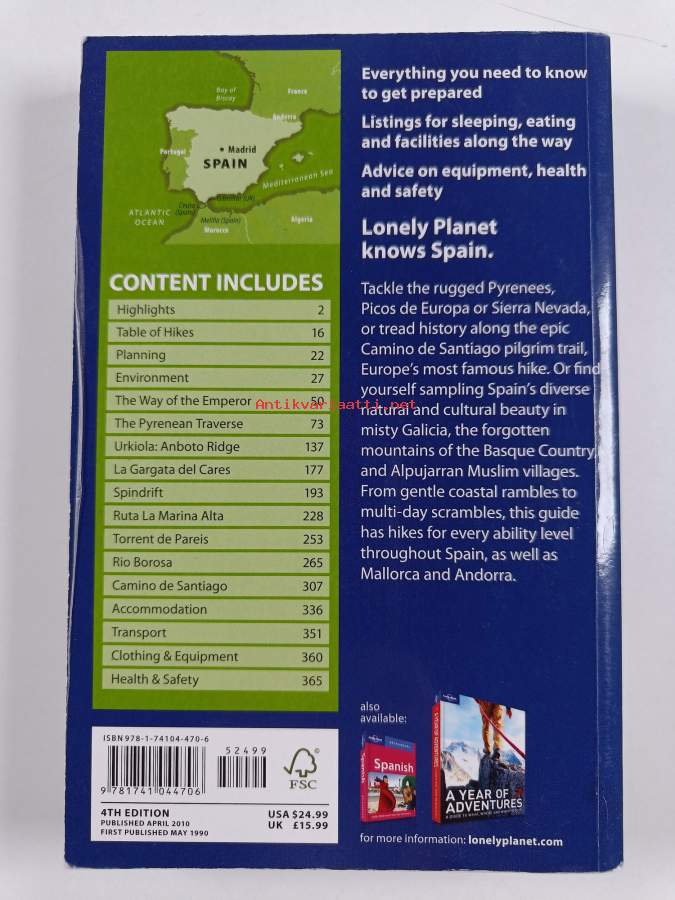 Bay of
Biscay
France
Andorra
Portugal
Madrid
SPAIN
Mediterranean Sea
Gibraltar (UK)
Ceuta
(Spain)
ATLANTIC
OCEAN
Melilla (Spain)
Morocco
Algeria
CONTENT INCLUDES
Highlights 2
Table of Hikes 16
Planning 22
Environment 27
The Way of the Emperor 50
The Pyrenean Traverse 73
Urkiola: Anboto Ridge 137
La Gargata del Cares 177
Spindrift 193
Ruta La Marina Alta 228
Torrent de Pareis 253
Rio Borosa 265
Camino de Santiago 307
Accommodation 336
Transport 351
Clothing & Equipment 360
Health & Safety 365
ISBN 978-1-74104-470-6
52499
9 781741 044706
FSC
4TH EDITION
PUBLISHED APRIL 2010
FIRST PUBLISHED MAY 1990
USA $24.99
UK £15.99
Everything you need to know
to get prepared
Listings for sleeping, eating
and facilities along the way
Advice on equipment, health
and safety
Lonely Planet
knows Spain.
Tackle the rugged Pyrenees,
Picos de Europa or Sierra Nevada,
or tread history along the epic
Camino de Santiago pilgrim trail,
Europe's most famous hike. Or find
yourself sampling Spain's diverse
natural and cultural beauty in
misty Galicia, the forgotten
mountains of the Basque Country,
and Alpujarran Muslim villages.
From gentle coastal rambles to
multi-day scrambles, this guide
has hikes for every ability level
throughout Spain, as well as
Mallorca and Andorra.
Antikvariaatti.net
also
available:
Spanish
Spanish
A YEAR OF ADVENTURES
A YEAR OF
ADVENTURES
for more information: lonelyplanet.com